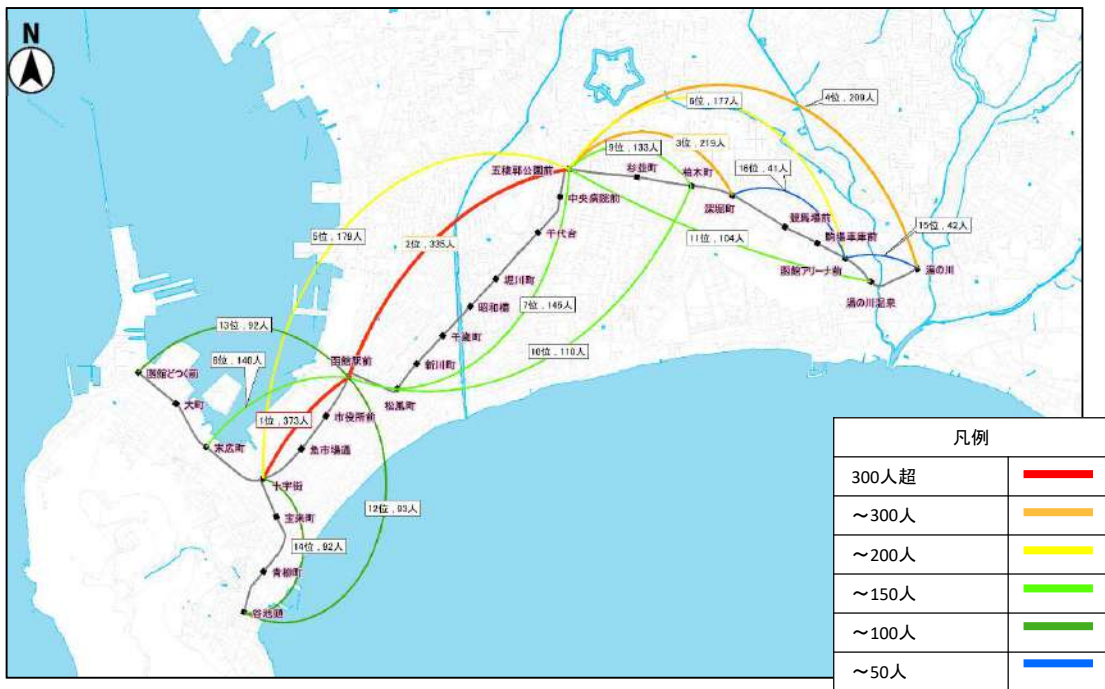 N
4位，209人
6位，177人
9位，133人
3位，219人
16位，41人
五稜郭公園前
杉並町
柏木町
中央病院前
深堀町
競馬場前
千代台
駒場車庫前
5位，179人
2位，335人
11位，104人
15位，42人
函館アリーナ前
湯の川
堀川町
湯の川温泉
昭和橋
7位，145人
13位，92人
千歳町
10位，110人
函館駅前
新川町
函館どつく前
松風町
大町
1位，373人
市役所前
末広町
魚市場通
十字街
12位，93人
宝来町
14位，92人
青柳町
谷地頭
凡例
300人超
～300人
～200人
～150人
～100人
～50人